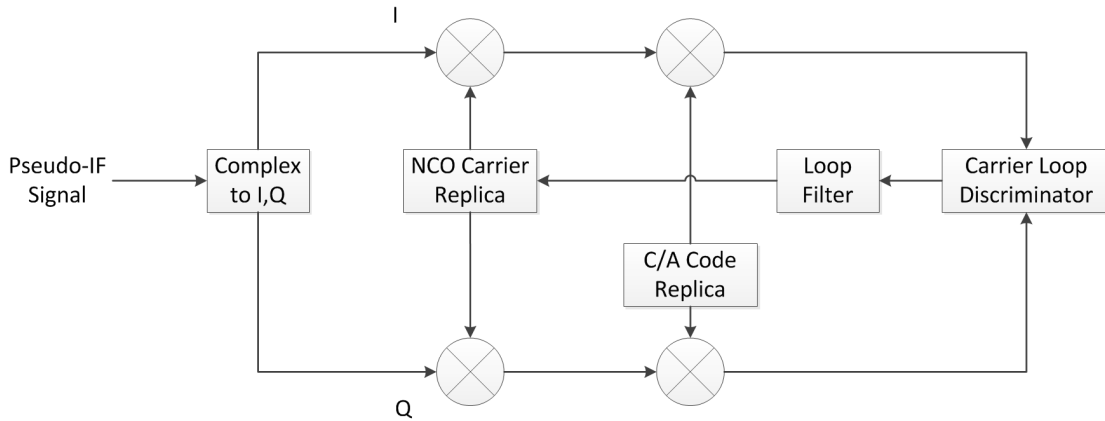 I
Pseudo-IF
Signal
Complex
to I,Q
NCO Carrier
Replica
Loop
Filter
Carrier Loop
Discriminator
C/A Code
Replica
Q